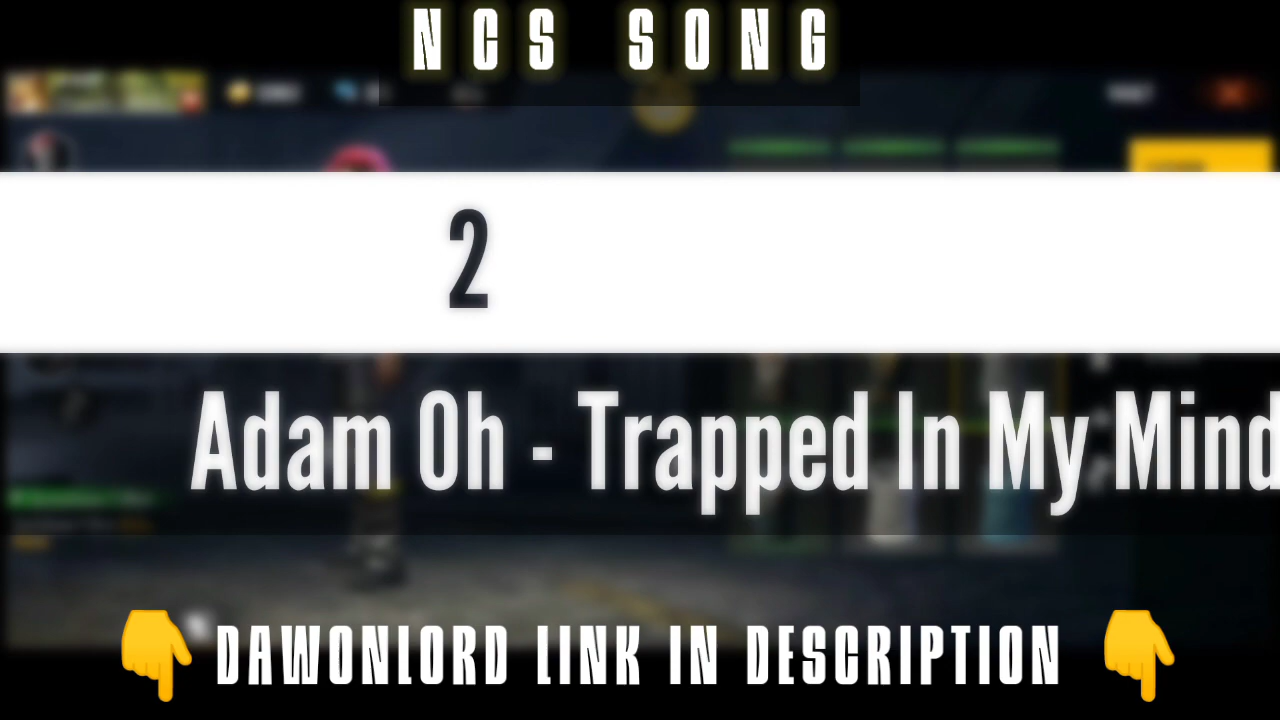 NCS SONG
2
Adam Oh - Trapped In My Mind
DAWONLORD LINK IN DESCRIPTION